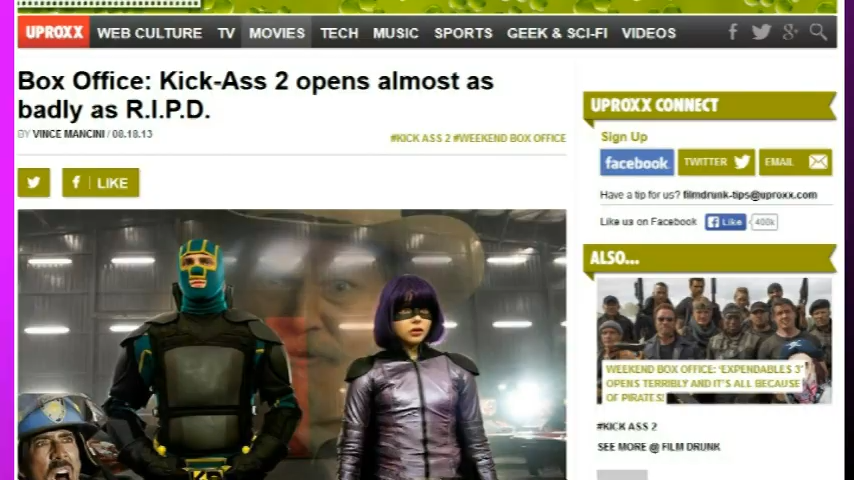 UPROXX WEB CULTURE TV MOVIES TECH MUSIC SPORTS GEEK & SCI-FI VIDEOS
Box Office: Kick-Ass 2 opens almost as
badly as R.I.P.D.
BY VINCE MANCINI / 08.18.13
#KICK ASS 2 #WEEKEND BOX OFFICE
LIKE
UPROXX CONNECT
Sign Up
facebook TWITTER EMAIL
Have a tip for us? filmdrunk-tips@uproxx.com
Like us on Facebook Like 400k
ALSO...
WEEKEND BOX OFFICE: 'EXPENDABLES 3'
OPENS TERRIBLY AND IT'S ALL BECAUSE
OF PIRATES!
#KICK ASS 2
SEE MORE @ FILM DRUNK